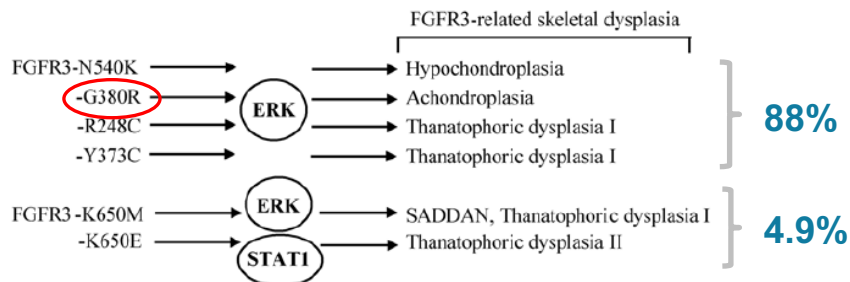 FGFR3-related skeletal dysplasia
FGFR3-N540K Hypochondroplasia
-G380R ERK Achondroplasia 88%
-R248C Thanatophoric dysplasia I
-Y373C Thanatophoric dysplasia I
FGFR3-K650M ERK SADDAN, Thanatophoric dysplasia I
-K650E STAT1 Thanatophoric dysplasia II 4.9%